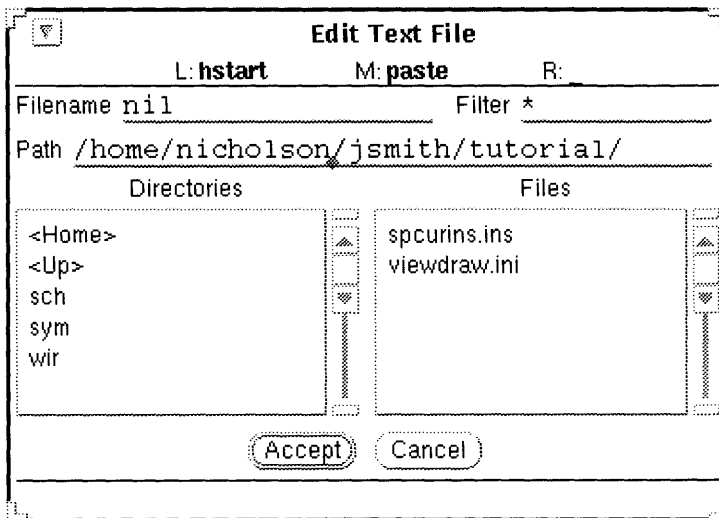 Edit Text File
L: hstart M: paste R: _
Filename nil Filter *
Path /home/nicholson/jsmith/tutorial/
Directories Files
<Home> spcurins.ins
<Up> viewdraw.ini
sch
sym
wir
Accept Cancel